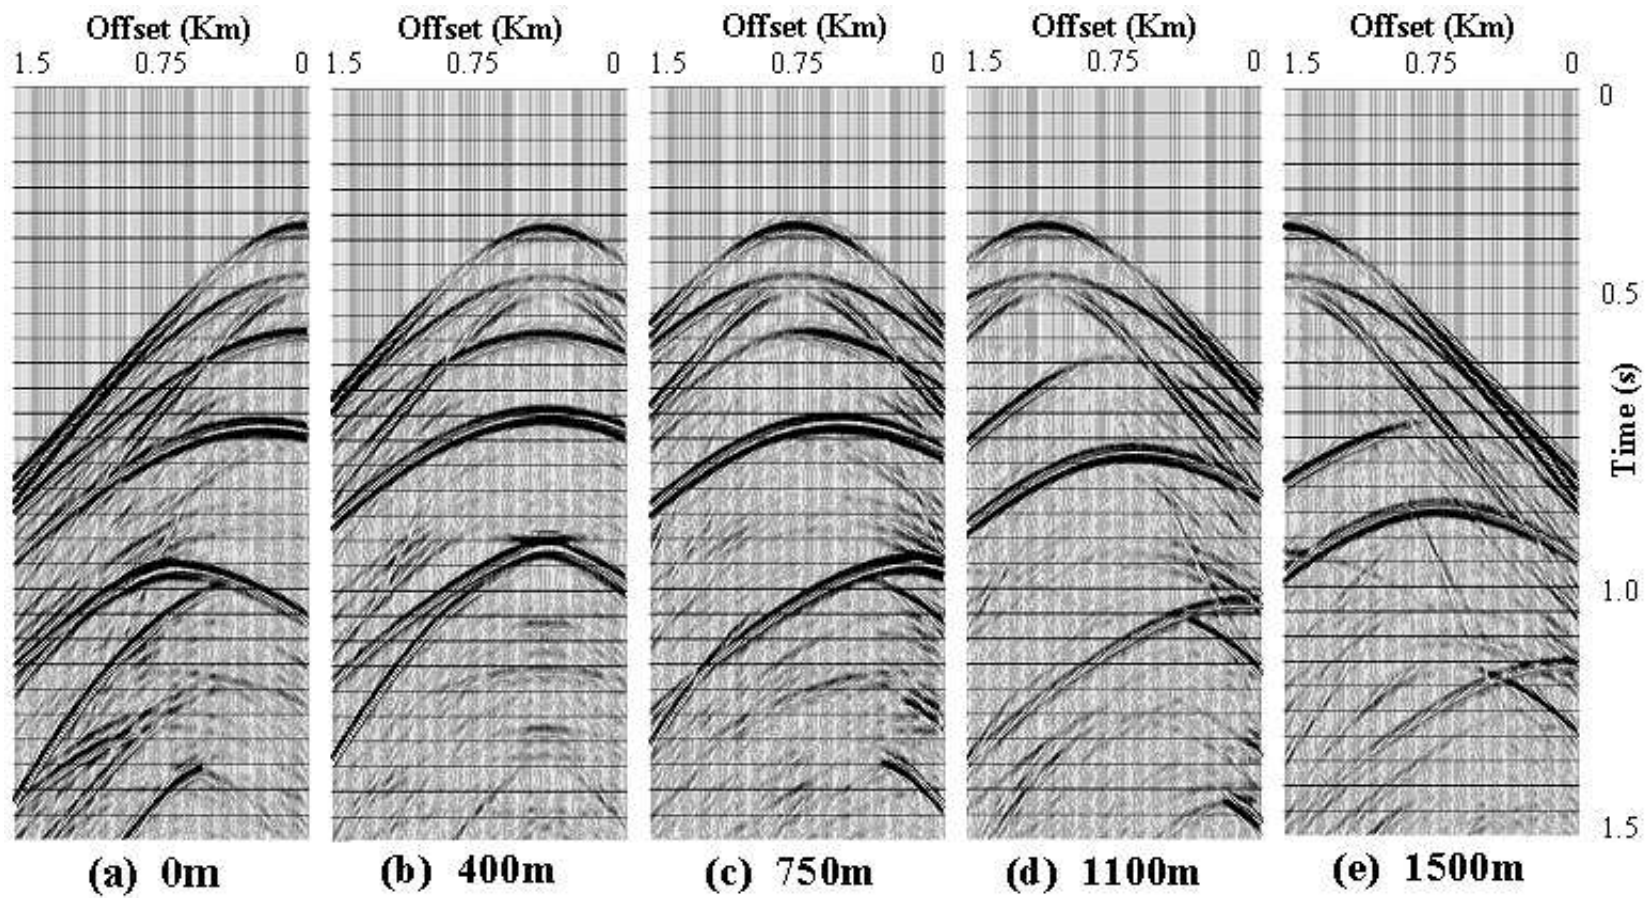 Offset (Km) Offset (Km) Offset (Km) Offset (Km) Offset (Km)
1.5 0.75 0 1.5 0.75 0 1.5 0.75 0 1.5 0.75 0 1.5 0.75 0
0
0.5
Time (s)
1.0
1.5
(a) 0m (b) 400m (c) 750m (d) 1100m (e) 1500m